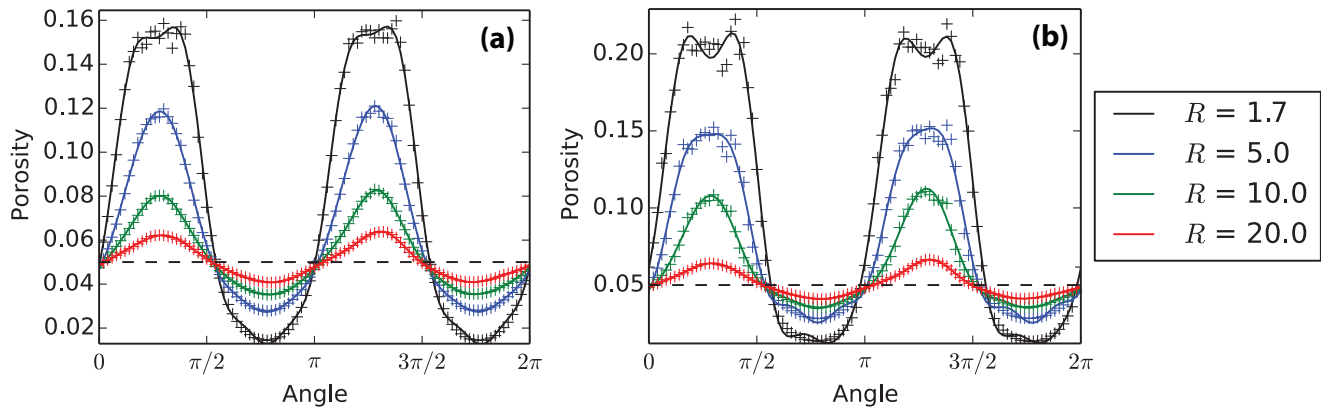 (a)
Porosity
0.16
0.14
0.12
0.10
0.08
0.06
0.04
0.02
0
π/2
π
3π/2
2π
Angle
(b)
Porosity
0.20
0.15
0.10
0.05
0
π/2
π
3π/2
2π
Angle
R = 1.7
R = 5.0
R = 10.0
R = 20.0